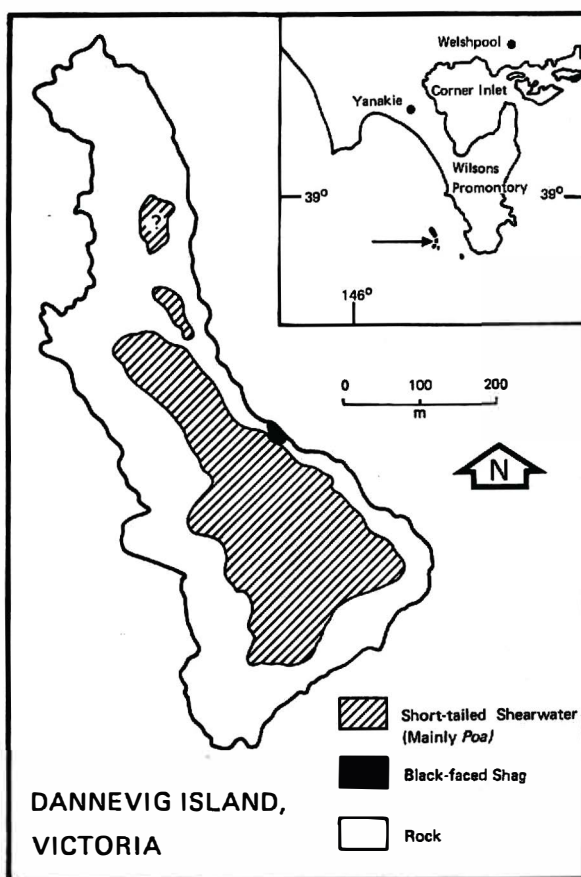 Welshpool
Corner Inlet
Yanakie
Wilsons
Promontory
39°
39°
146°
?
0 100 200
m
N
Short-tailed Shearwater
(Mainly Poa)
Black-faced Shag
Rock
DANNEVIG ISLAND,
VICTORIA